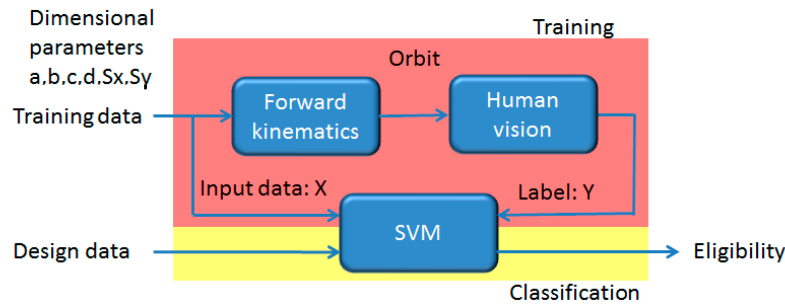 Dimensional
parameters
a,b,c,d,Sx,Sy
Training
Orbit
Training data
Forward
kinematics
Human
vision
Input data: X
Label: Y
SVM
Design data
Eligibility
Classification